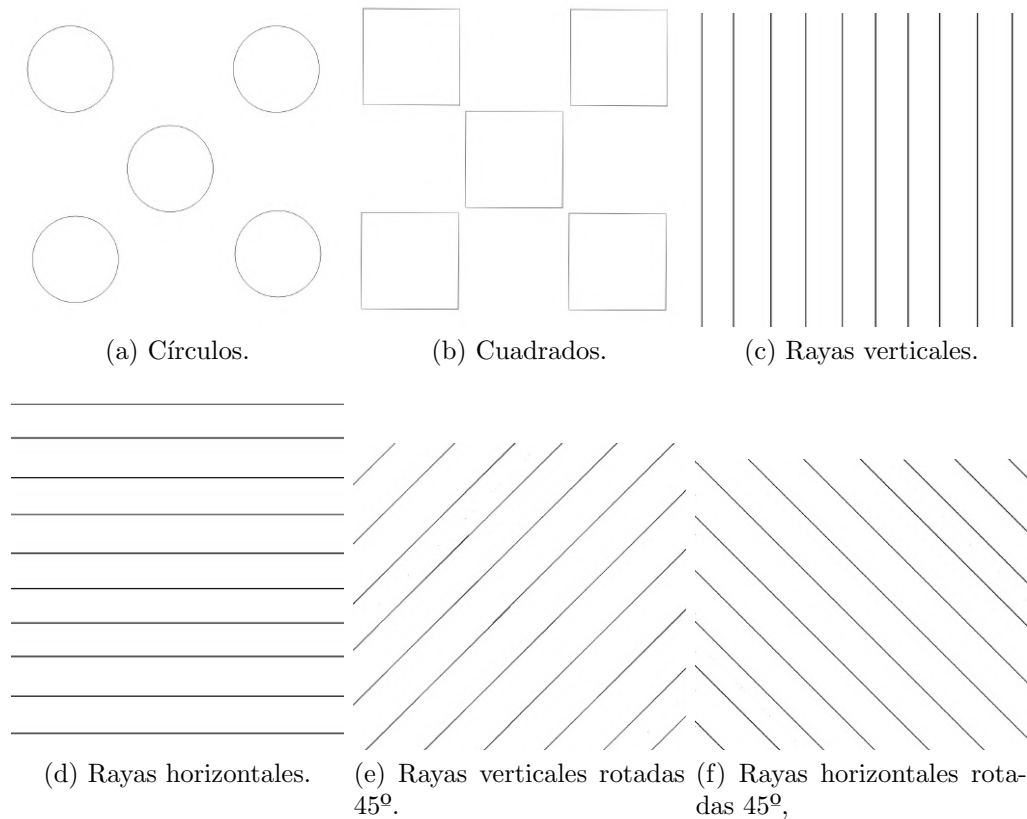 (a) Círculos.
(b) Cuadrados.
(c) Rayas verticales.
(d) Rayas horizontales.
(e) Rayas verticales rotadas
45º.
(f) Rayas horizontales rota-
das 45º,